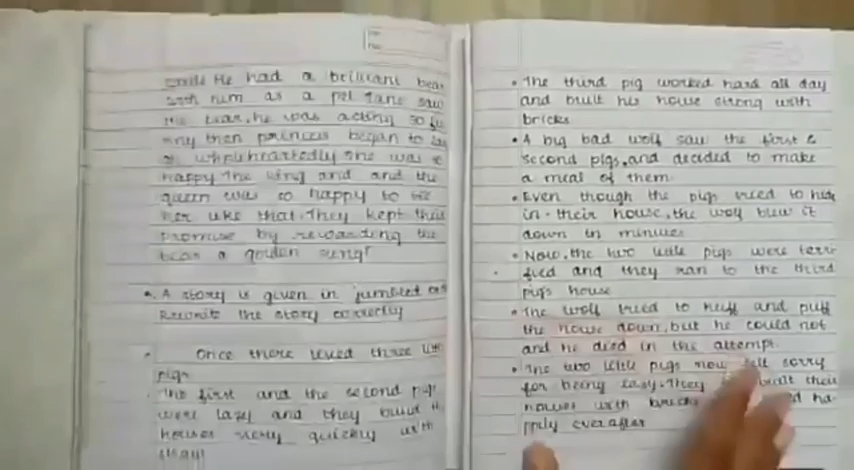 smile He had a brilliant bear
with him as a pet Jane saw
the bear, he was acting so fu
nny then princess began to
wholeheartedly she was so
happy The king and and the
queen was so happy to see
her like that. They kept their
promise by rewarding the
bear a golden ring"
A story is given in jumbled or
Rewrite the story correctly
Once there lived three litt
pigs
The first and the second pigs
were lazy and they build th
houses very quickly with
straw
• The third pig worked hard all day
and built his house strong with
bricks
• A big bad wolf saw the first &
second pigs, and decided to make
a meal of them
• Even though the pigs tried to hide
in. their house, the wolf blew it
down in minutes
• Now, the two little pigs were terri
fied and they ran to the third
pigs house
• The wolf tried to huff and puff
the house down, but he could not
and he died in the attempt.
• The two little pigs now felt sorry
for being lazy. They built their
houses with bricks ha
ppily ever after